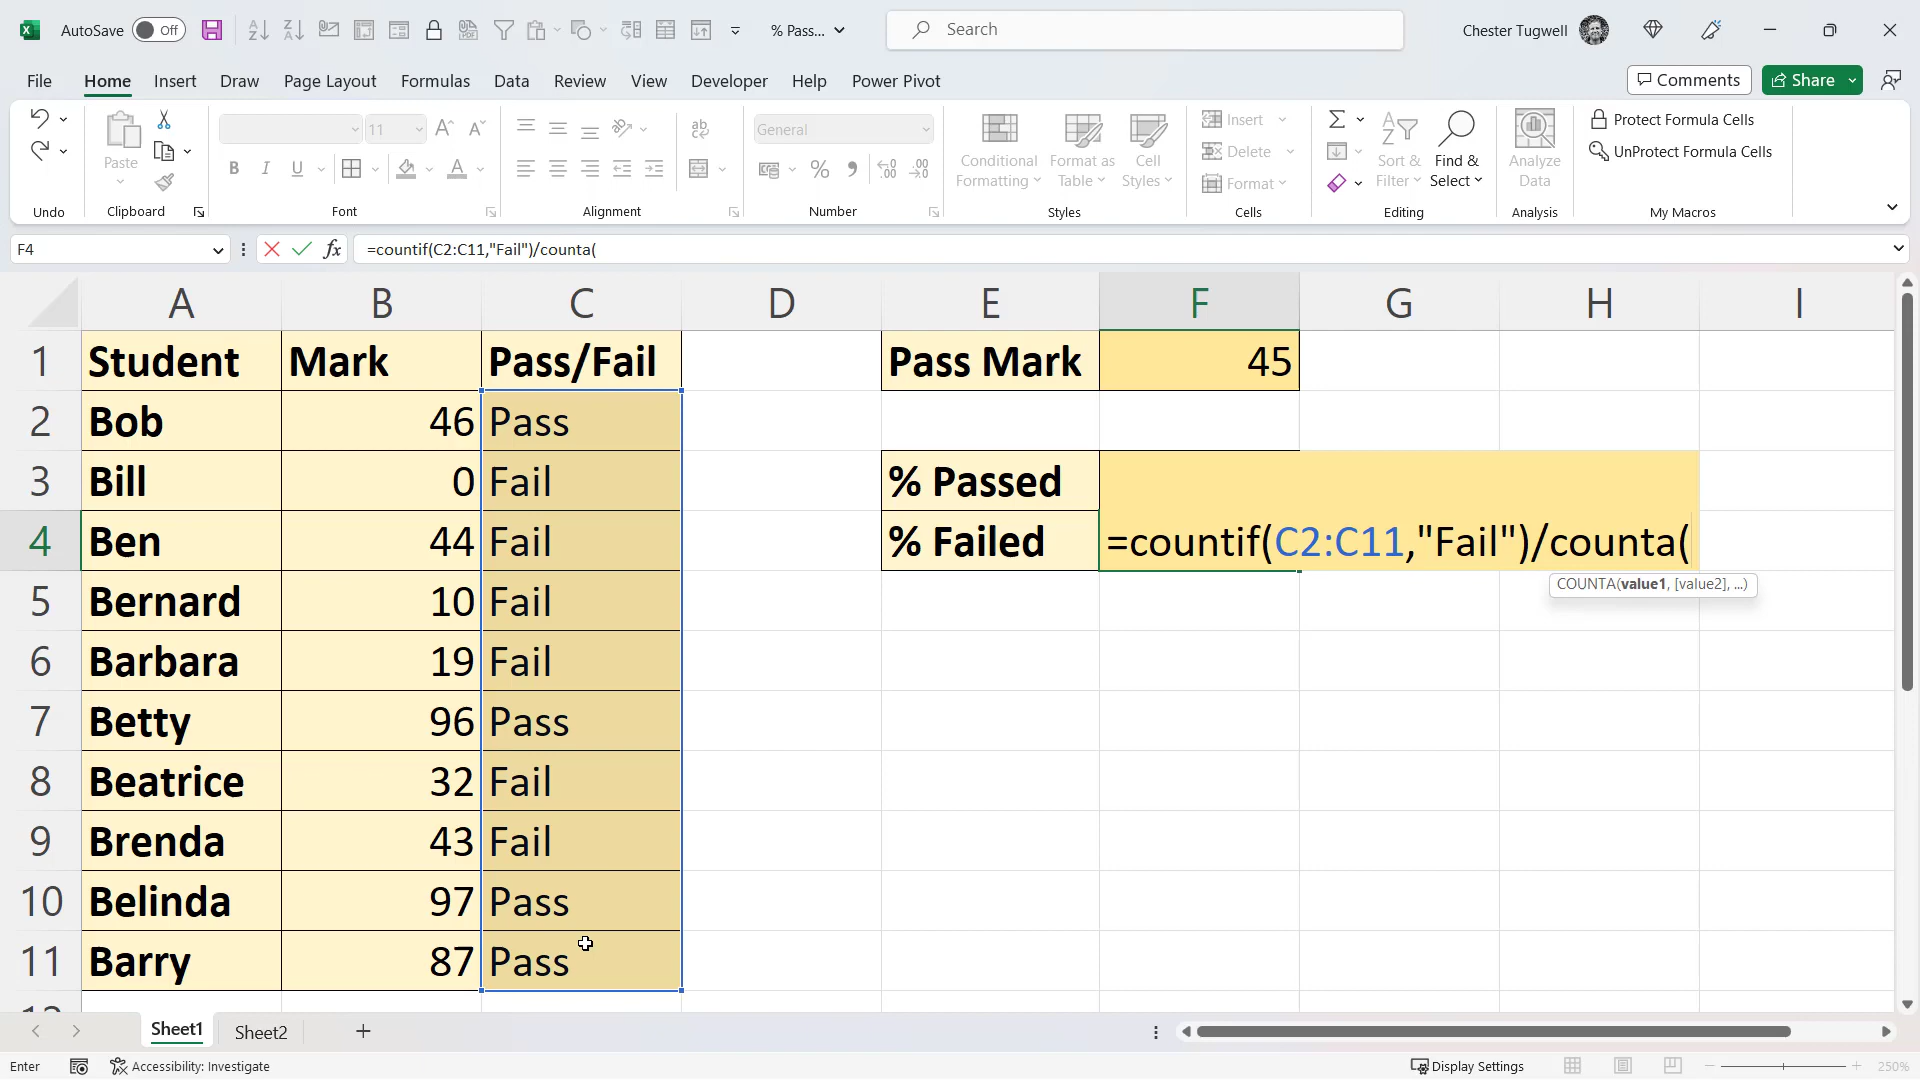 AutoSave Off % Pass... Search Chester Tugwell
File Home Insert Draw Page Layout Formulas Data Review View Developer Help Power Pivot Comments Share
Paste
Clipboard
Undo
11
B I U
Font
ab
Alignment
General
% 9
Number
Conditional Formatting
Format as Table
Cell Styles
Styles
Insert
Delete
Format
Cells
Sort & Filter
Find & Select
Editing
Analyze Data
Analysis
Protect Formula Cells
UnProtect Formula Cells
My Macros
F4 fx =countif(C2:C11,"Fail")/counta(
A B C D E F G H I
1 Student Mark Pass/Fail Pass Mark 45
2 Bob 46 Pass
3 Bill 0 Fail % Passed
4 Ben 44 Fail % Failed =countif(C2:C11,"Fail")/counta(
COUNTA(value1, [value2], ...)
5 Bernard 10 Fail
6 Barbara 19 Fail
7 Betty 96 Pass
8 Beatrice 32 Fail
9 Brenda 43 Fail
10 Belinda 97 Pass
11 Barry 87 Pass
Sheet1 Sheet2
Enter Accessibility: Investigate Display Settings 250%